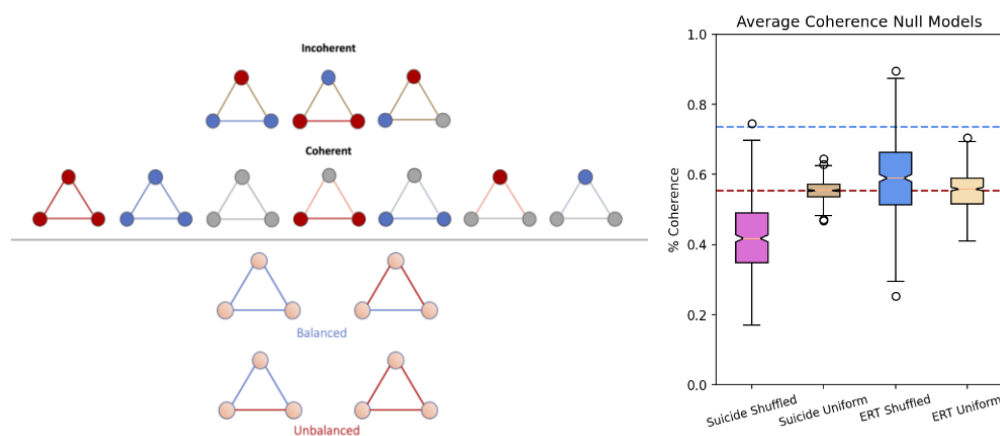 Incoherent
Coherent
Balanced
Unbalanced
Average Coherence Null Models
% Coherence
1.0
0.8
0.6
0.4
0.2
0.0
Suicide Shuffled
Suicide Uniform
ERT Shuffled
ERT Uniform